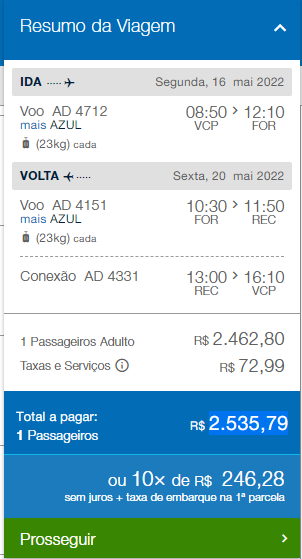 Resumo da Viagem
IDA Segunda, 16 mai 2022
Voo AD 4712 08:50 > 12:10
mais AZUL VCP FOR
(23kg) cada
VOLTA Sexta, 20 mai 2022
Voo AD 4151 10:30 > 11:50
mais AZUL FOR REC
(23kg) cada
Conexão AD 4331 13:00 > 16:10
REC VCP
1 Passageiros Adulto R$ 2.462,80
Taxas e Serviços R$ 72,99
Total a pagar:
1 Passageiros R$ 2.535,79
ou 10x de R$ 246,28
sem juros + taxa de embarque na 1ª parcela
Prosseguir >